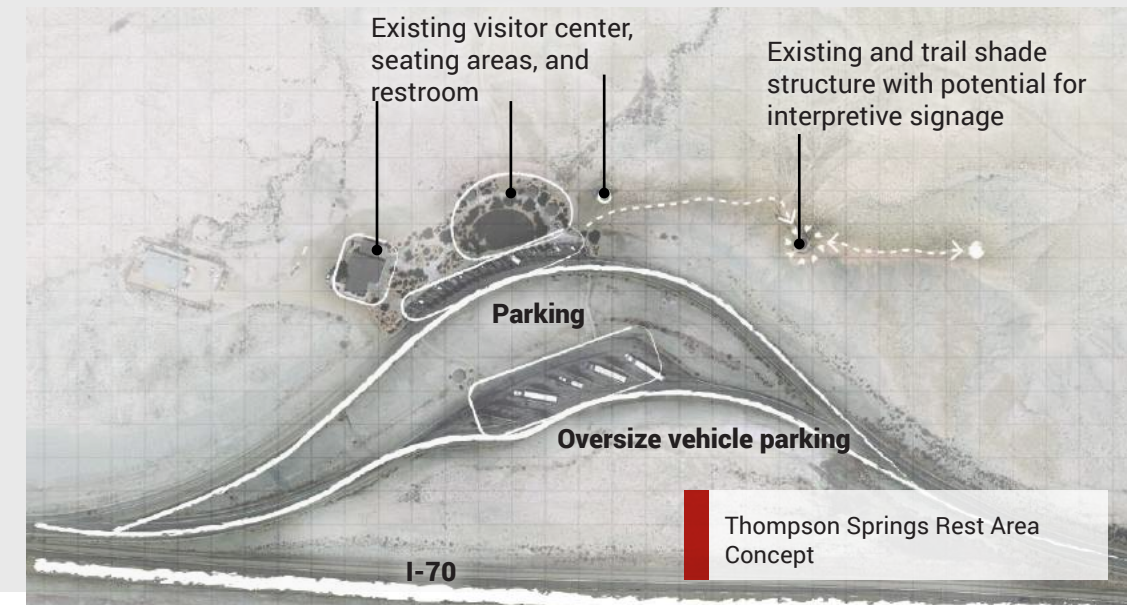 Existing visitor center,
seating areas, and
restroom
Existing and trail shade
structure with potential for
interpretive signage
Parking
Oversize vehicle parking
Thompson Springs Rest Area
Concept
I-70